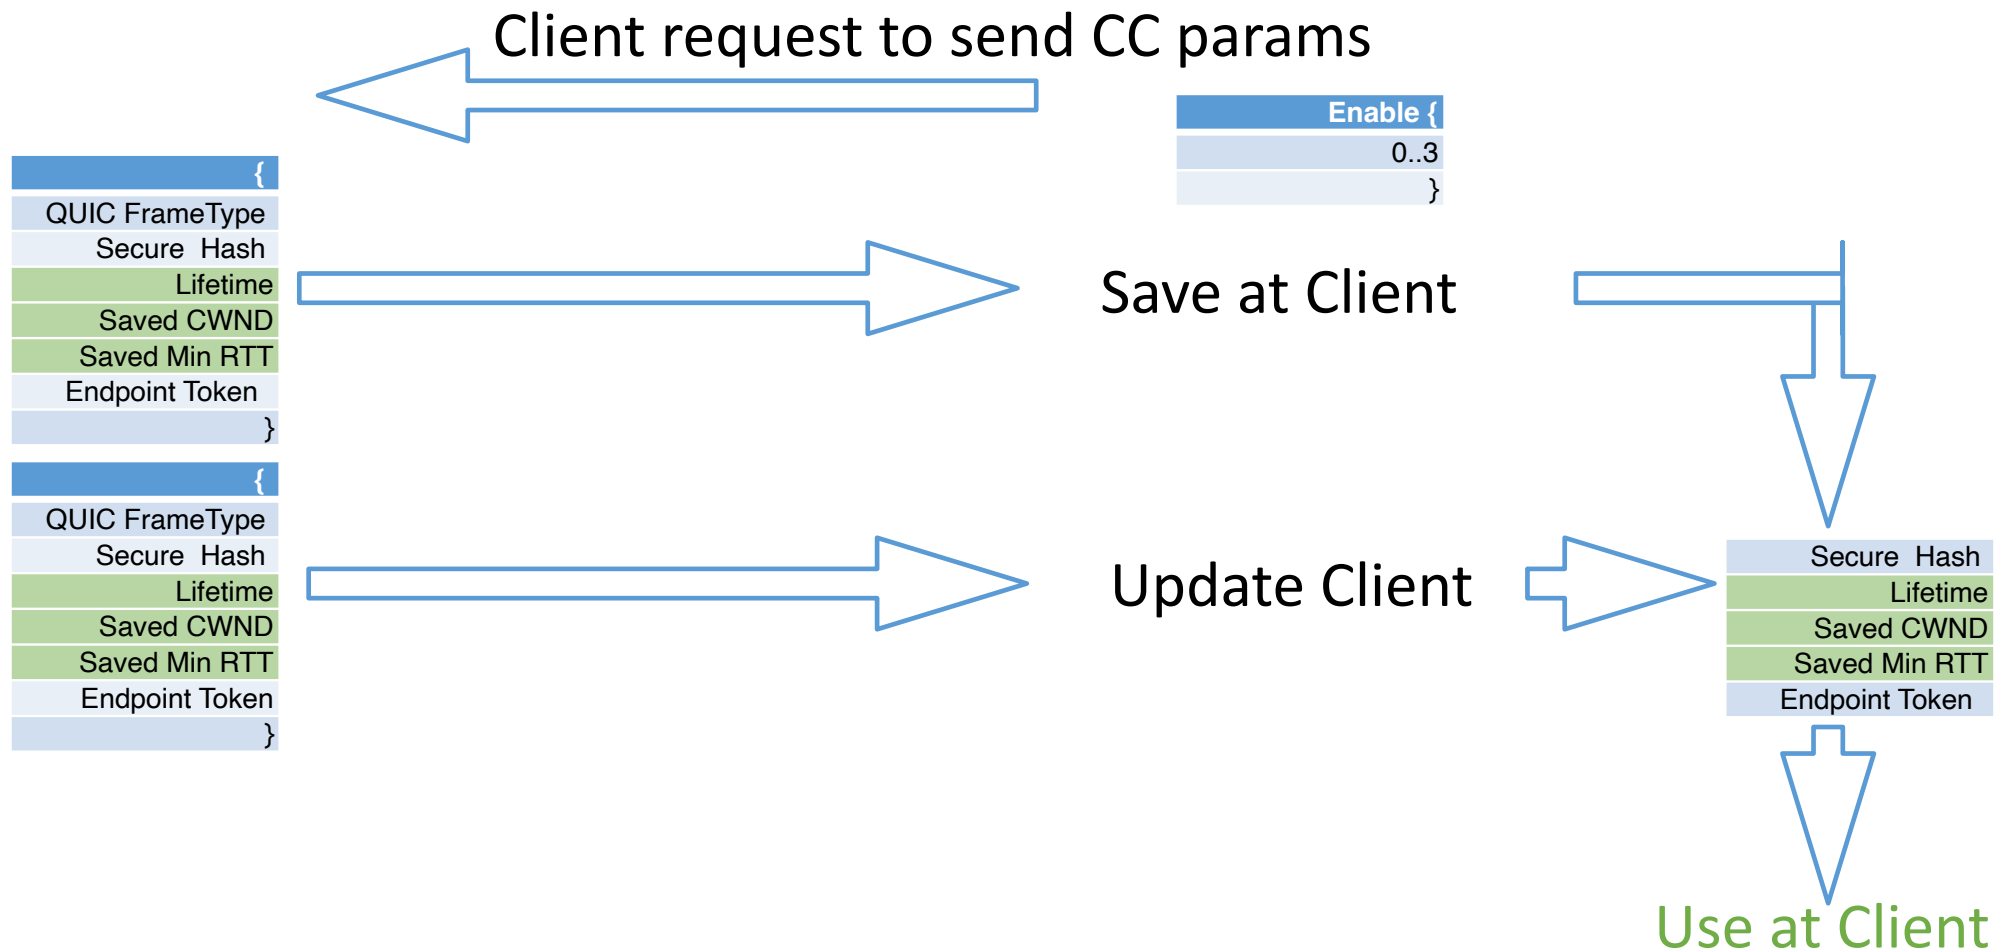 Client request to send CC params
Enable {
0..3
}
{
QUIC FrameType
Secure Hash
Lifetime
Saved CWND
Saved Min RTT
Endpoint Token
}
Save at Client
{
QUIC FrameType
Secure Hash
Lifetime
Saved CWND
Saved Min RTT
Endpoint Token
}
Update Client
Secure Hash
Lifetime
Saved CWND
Saved Min RTT
Endpoint Token
Use at Client